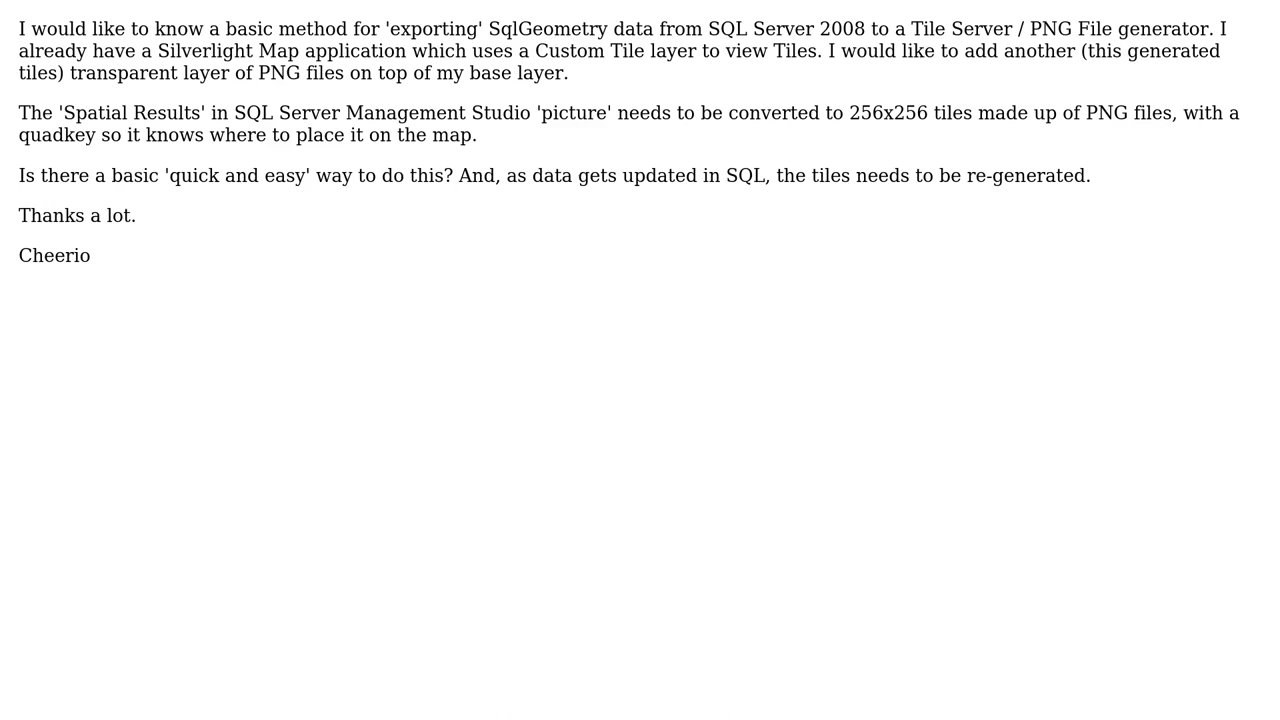 I would like to know a basic method for 'exporting' SqlGeometry data from SQL Server 2008 to a Tile Server / PNG File generator. I
already have a Silverlight Map application which uses a Custom Tile layer to view Tiles. I would like to add another (this generated
tiles) transparent layer of PNG files on top of my base layer.
The 'Spatial Results' in SQL Server Management Studio 'picture' needs to be converted to 256x256 tiles made up of PNG files, with a
quadkey so it knows where to place it on the map.
Is there a basic 'quick and easy' way to do this? And, as data gets updated in SQL, the tiles needs to be re-generated.
Thanks a lot.
Cheerio